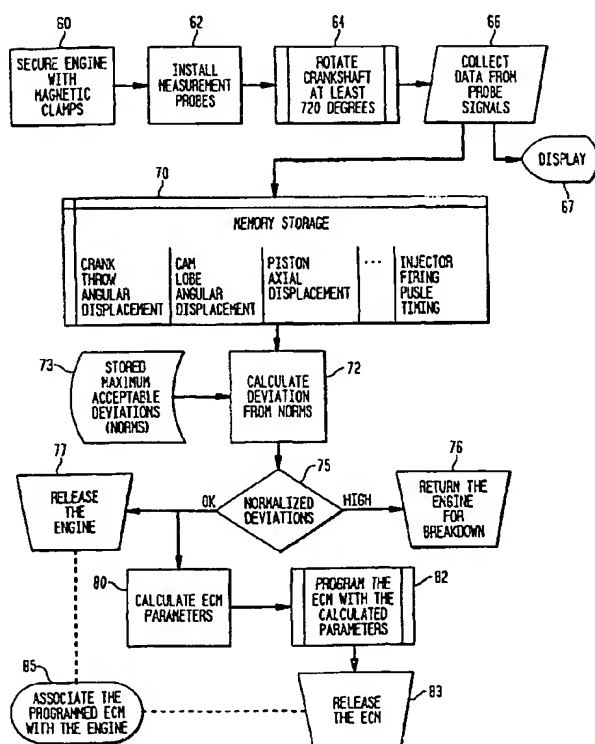 60
62
64
66
SECURE ENGINE
WITH
MAGNETIC
CLAMPS
INSTALL
MEASUREMENT
PROBES
ROTATE
CRANKSHAFT
AT LEAST
720 DEGREES
COLLECT
DATA FROM
PROBE
SIGNALS
DISPLAY
67
70
MEMORY STORAGE
CRANK
THROW
ANGULAR
DISPLACEMENT
CAM
LOBE
ANGULAR
DISPLACEMENT
PISTON
AXIAL
DISPLACEMENT
...
INJECTOR
FIRING
PUSLE
TIMING
73
STORED
MAXIMUM
ACCEPTABLE
DEVIATIONS
(NORMS)
72
CALCULATE
DEVIATION
FROM NORMS
77
RELEASE
THE
ENGINE
75
OK
NORMALIZED
DEVIATIONS
HIGH
76
RETURN THE
ENGINE
FOR
BREAKDOWN
80
CALCULATE ECM
PARAMETERS
82
PROGRAM THE
ECM WITH THE
CALCULATED
PARAMETERS
85
ASSOCIATE THE
PROGRAMMED ECM
WITH THE ENGINE
RELEASE
THE ECM
83